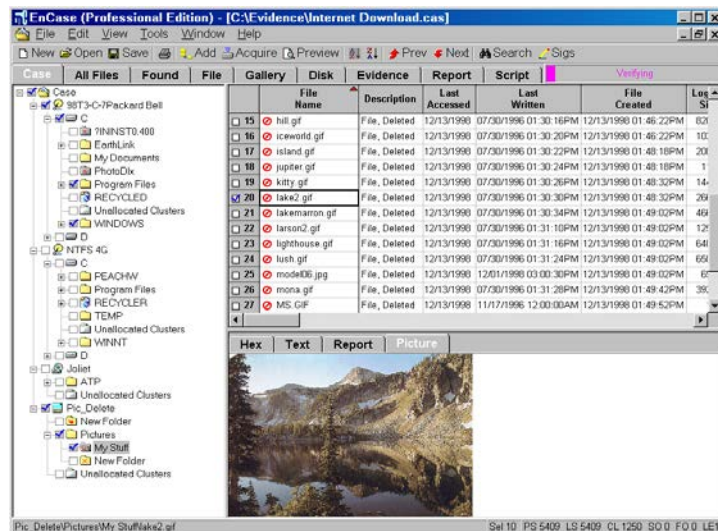 EnCase (Professional Edition) - [C:\Evidence\Internet Download.cas]
File Edit View Tools Window Help
New Open Save Add Acquire Preview Prev Next Search Sigs
Case All Files Found File Gallery Disk Evidence Report Script Verifying
Case
98T3-C-7Packard Bell
C
?ININST0.400
EarthLink
My Documents
PhotoDlx
Program Files
RECYCLED
Unallocated Clusters
WINDOWS
D
NTFS 4G
C
PEACHW
Program Files
RECYCLER
TEMP
Unallocated Clusters
WINNT
D
Joliet
ATP
Unallocated Clusters
Pic_Delete
New Folder
Pictures
My Stuff
New Folder
Unallocated Clusters
File Name Description Last Accessed Last Written File Created
15 hill.gif File, Deleted 12/13/1998 07/30/1996 01:30:16PM 12/13/1998 01:46:22PM
16 iceworld.gif File, Deleted 12/13/1998 07/30/1996 01:30:20PM 12/13/1998 01:46:22PM
17 island.gif File, Deleted 12/13/1998 07/30/1996 01:30:22PM 12/13/1998 01:48:18PM
18 jupiter.gif File, Deleted 12/13/1998 07/30/1996 01:30:24PM 12/13/1998 01:48:18PM
19 kitty.gif File, Deleted 12/13/1998 07/30/1996 01:30:26PM 12/13/1998 01:48:32PM
20 lake2.gif File, Deleted 12/13/1998 07/30/1996 01:30:30PM 12/13/1998 01:48:32PM
21 lakemarron.gif File, Deleted 12/13/1998 07/30/1996 01:30:34PM 12/13/1998 01:49:02PM
22 larson2.gif File, Deleted 12/13/1998 07/30/1996 01:31:10PM 12/13/1998 01:49:02PM
23 lighthouse.gif File, Deleted 12/13/1998 07/30/1996 01:31:16PM 12/13/1998 01:49:02PM
24 lush.gif File, Deleted 12/13/1998 07/30/1996 01:31:24PM 12/13/1998 01:49:02PM
25 model06.jpg File, Deleted 12/13/1998 12/01/1998 03:00:30PM 12/13/1998 01:49:02PM
26 mona.gif File, Deleted 12/13/1998 07/30/1996 01:31:28PM 12/13/1998 01:49:42PM
27 MS.GIF File, Deleted 12/13/1998 11/17/1996 12:00:00AM 12/13/1998 01:49:52PM
Hex Text Report Picture
Pic_Delete\Pictures\My Stuff\lake2.gif Sel 10 PS 5409 LS 5409 CL 1250 SO 0 FO 0 LE